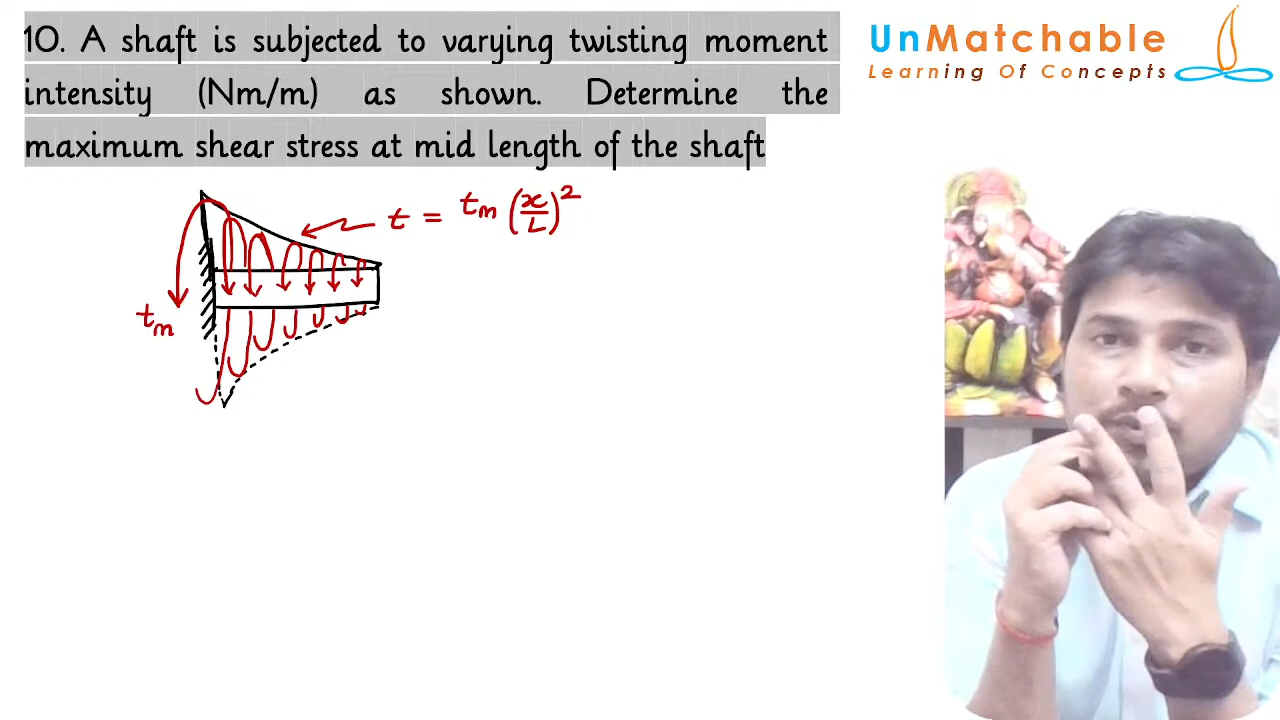 10. A shaft is subjected to varying twisting moment
intensity (Nm/m) as shown. Determine the
maximum shear stress at mid length of the shaft
UnMatchable
Learning Of Concepts
t = tₘ (x/L)²
tₘ